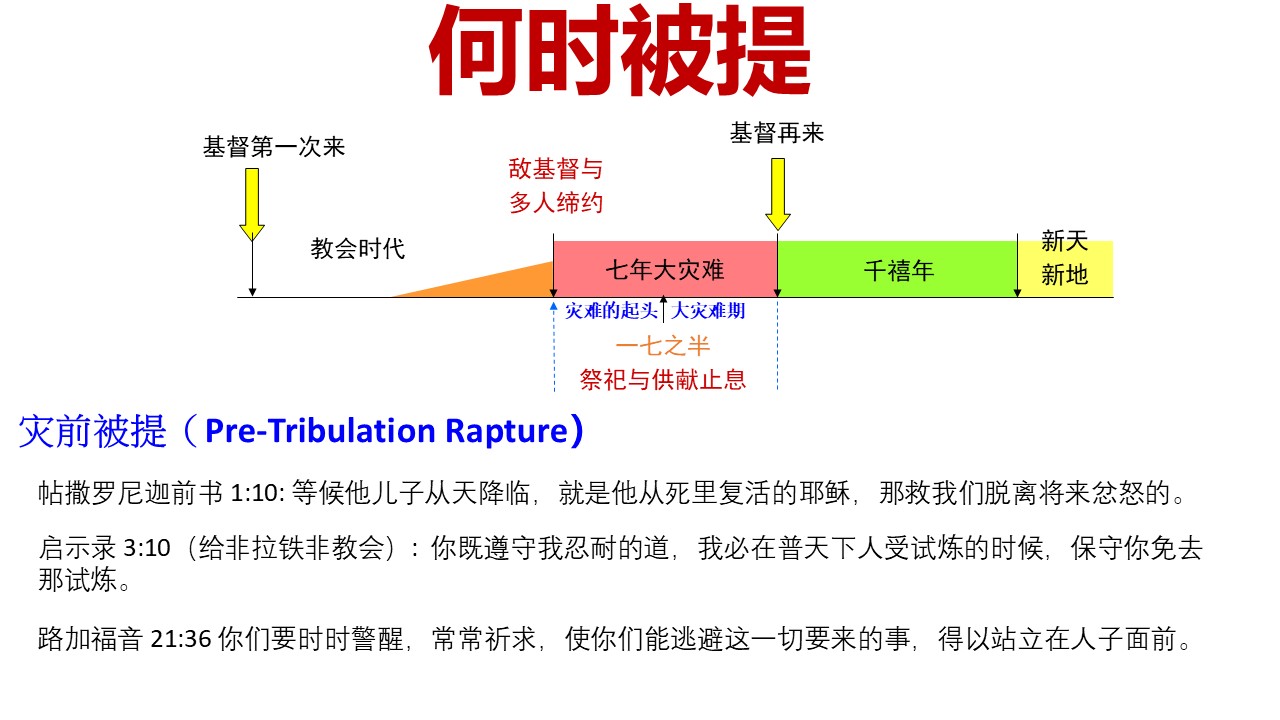 何时被提
基督第一次来
基督再来
敌基督与
多人缔约
教会时代
七年大灾难
千禧年
新天
新地
灾难的起头
大灾难期
一七之半
祭祀与供献止息
灾前被提（Pre-Tribulation Rapture）
帖撒罗尼迦前书 1:10: 等候他儿子从天降临，就是他从死里复活的耶稣，那救我们脱离将来忿怒的。
启示录 3:10（给非拉铁非教会）: 你既遵守我忍耐的道，我必在普天下人受试炼的时候，保守你免去
那试炼。
路加福音 21:36 你们要时时警醒，常常祈求，使你们能逃避这一切要来的事，得以站立在人子面前。